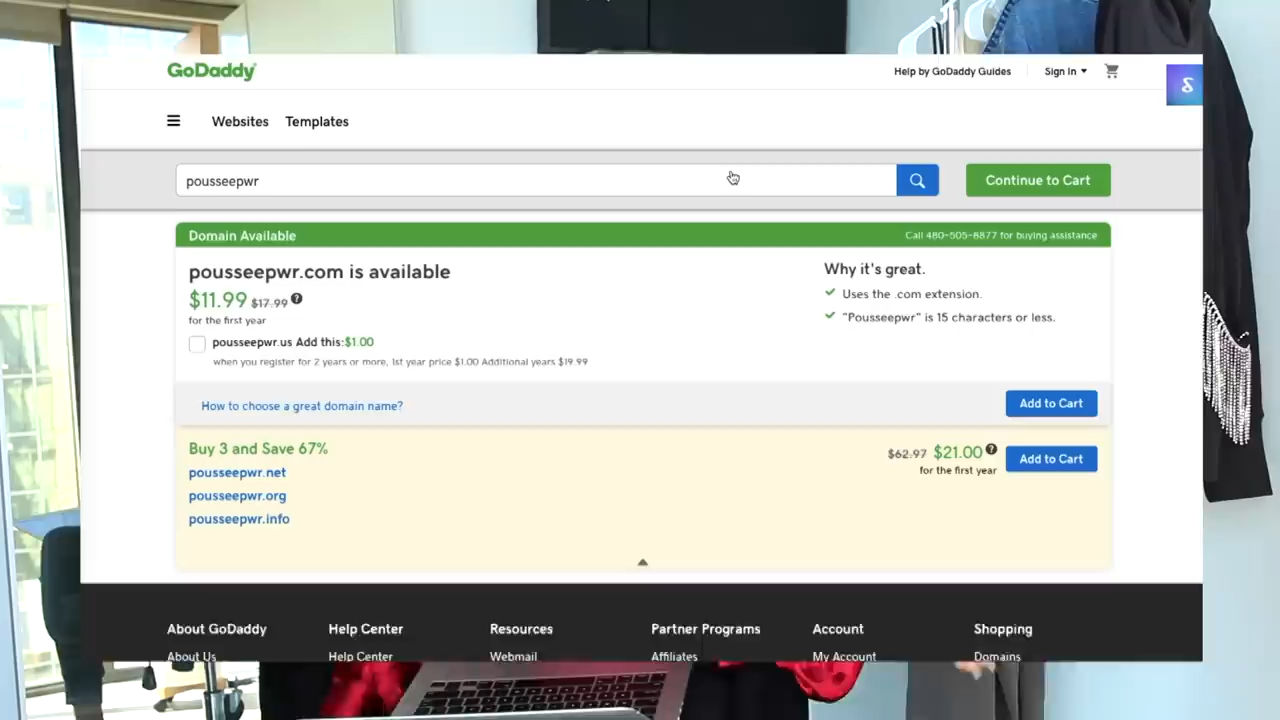 GoDaddy
Help by GoDaddy Guides
Sign In
Websites
Templates
pousseepwr
Continue to Cart
Domain Available
Call 480-505-8877 for buying assistance
pousseepwr.com is available
$11.99 $17.99 ?
for the first year
pousseepwr.us Add this:$1.00
when you register for 2 years or more, 1st year price $1.00 Additional years $19.99
Why it's great.
Uses the .com extension.
"Pousseepwr" is 15 characters or less.
How to choose a great domain name?
Add to Cart
Buy 3 and Save 67%
pousseepwr.net
pousseepwr.org
pousseepwr.info
$62.97 $21.00 ?
for the first year
Add to Cart
About GoDaddy
Help Center
Resources
Partner Programs
Account
Shopping
About Us
Help Center
Webmail
Affiliates
My Account
Domains